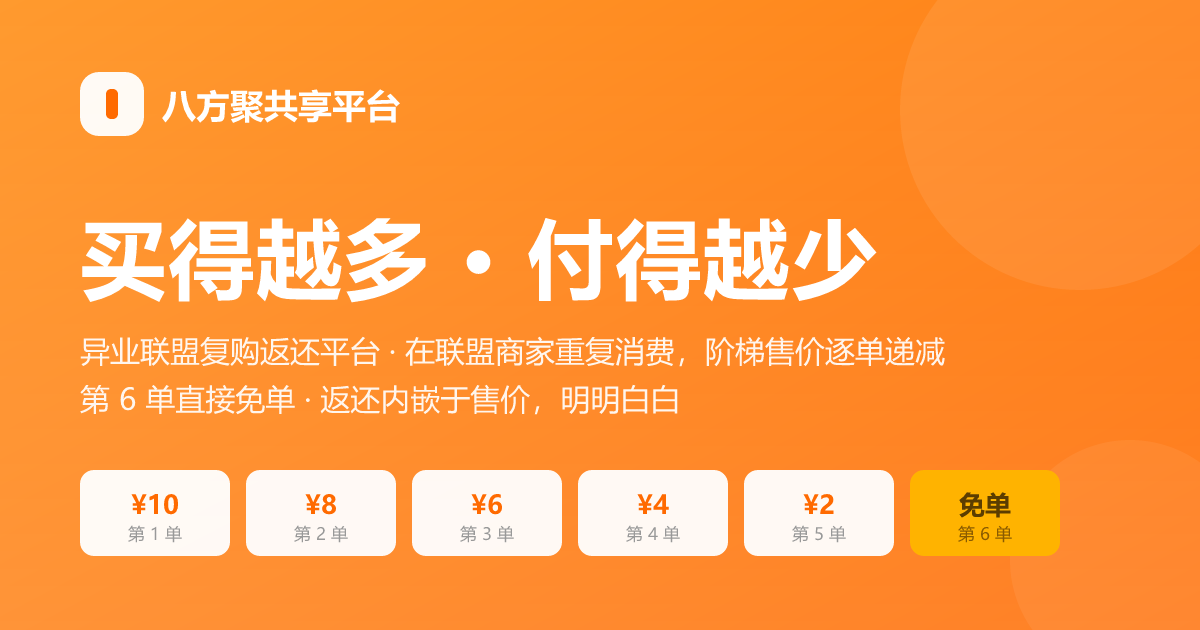 八方聚共享平台
买得越多 · 付得越少
异业联盟复购返还平台 · 在联盟商家重复消费，阶梯售价逐单递减
第 6 单直接免单 · 返还内嵌于售价，明明白白
¥10
第 1 单
¥8
第 2 单
¥6
第 3 单
¥4
第 4 单
¥2
第 5 单
免单
第 6 单